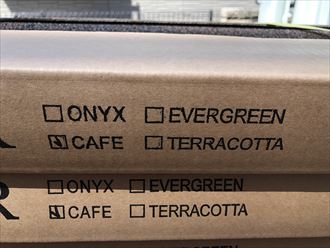 ☐ ONYX ☐ EVERGREEN
☑ CAFE ☐ TERRACOTTA
R
☐ ONYX ☐ EVERGREEN
☑ CAFE ☐ TERRACOTTA